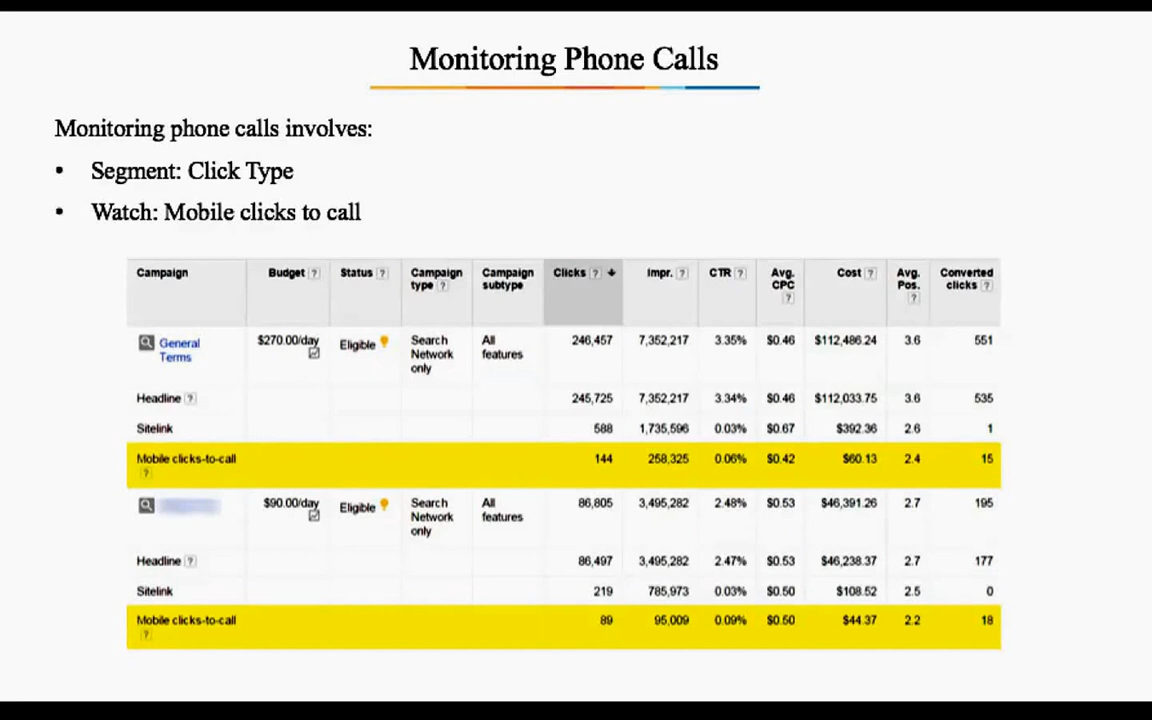 Monitoring Phone Calls
Monitoring phone calls involves:
• Segment: Click Type
• Watch: Mobile clicks to call
Campaign Budget ? Status ? Campaign type ? Campaign subtype Clicks ? Impr. ? CTR ? Avg. CPC ? Cost ? Avg. Pos. ? Converted clicks ?
General Terms $270.00/day Eligible Search Network only All features 246,457 7,352,217 3.35% $0.46 $112,486.24 3.6 551
Headline ? 245,725 7,352,217 3.34% $0.46 $112,033.75 3.6 535
Sitelink 588 1,735,596 0.03% $0.67 $392.36 2.6 1
Mobile clicks-to-call ? 144 258,325 0.06% $0.42 $60.13 2.4 15
$90.00/day Eligible Search Network only All features 86,805 3,495,282 2.48% $0.53 $46,391.26 2.7 195
Headline ? 86,497 3,495,282 2.47% $0.53 $46,238.37 2.7 177
Sitelink 219 785,973 0.03% $0.50 $108.52 2.5 0
Mobile clicks-to-call ? 89 95,009 0.09% $0.50 $44.37 2.2 18